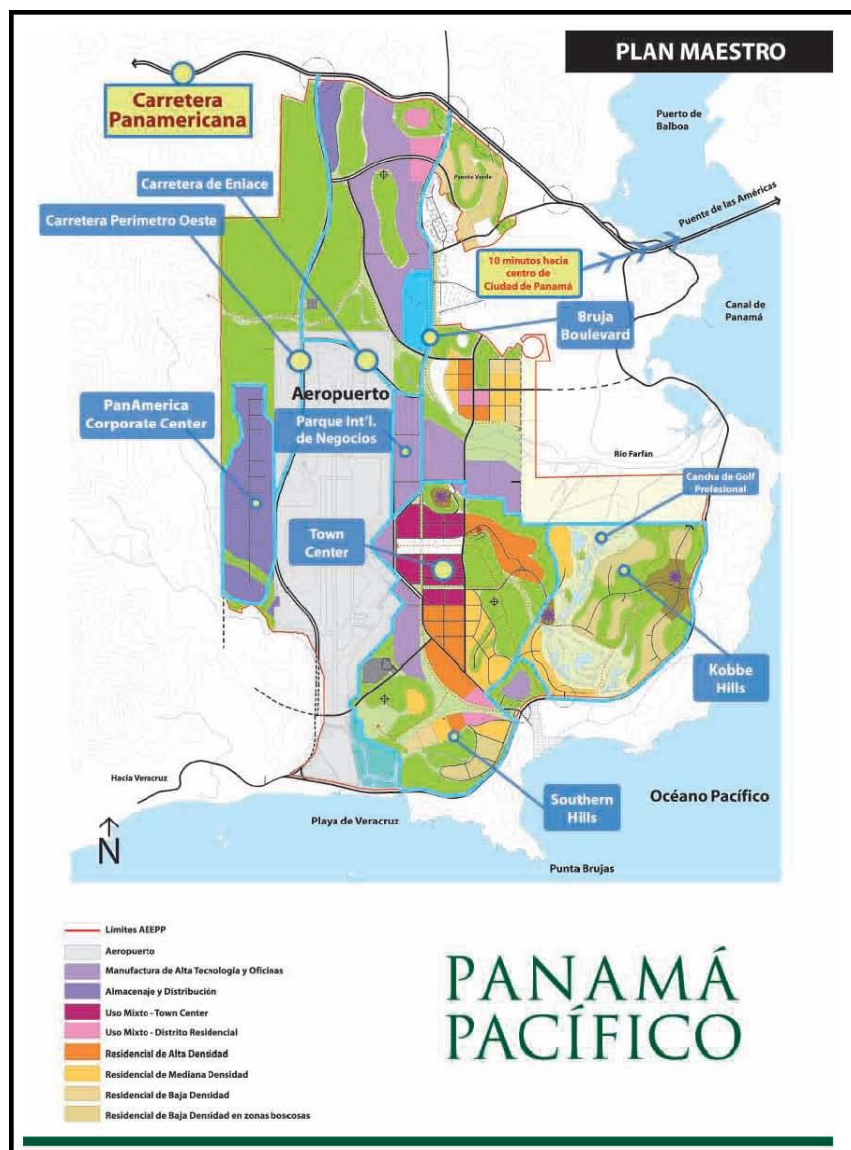 PLAN MAESTRO
Carretera
Panamericana
Puerto de
Balboa
Carretera de Enlace
Puente Verde
Carretera Perimetro Oeste
Puente de las Américas
10 minutos hacia
centro de
Ciudad de Panamá
Canal de
Panamá
Bruja
Boulevard
Aeropuerto
PanAmerica
Corporate Center
Parque Int'l.
de Negocios
Río Farfán
Cancha de Golf
Profesional
Town
Center
Kobbe
Hills
Hacia Veracruz
Southern
Hills
Océano Pacífico
Playa de Veracruz
N
Punta Brujas
Límites AEEPP
Aeropuerto
Manufactura de Alta Tecnología y Oficinas
Almacenaje y Distribución
Uso Mixto - Town Center
Uso Mixto - Distrito Residencial
Residencial de Alta Densidad
Residencial de Mediana Densidad
Residencial de Baja Densidad
Residencial de Baja Densidad en zonas boscosas
PANAMÁ
PACÍFICO